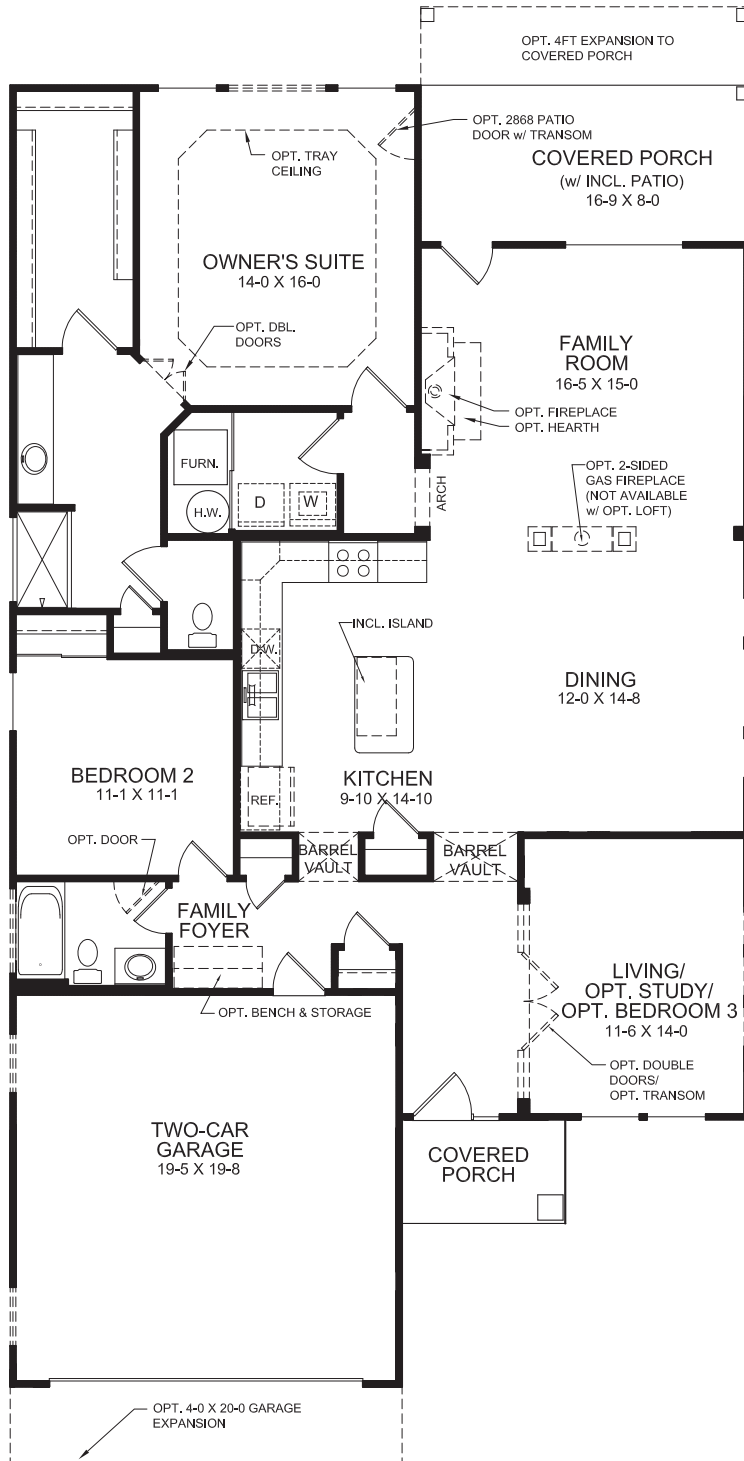 OPT. 4FT EXPANSION TO
COVERED PORCH
OPT. 2868 PATIO
DOOR w/ TRANSOM
OPT. TRAY
CEILING
COVERED PORCH
(w/ INCL. PATIO)
16-9 X 8-0
OWNER'S SUITE
14-0 X 16-0
OPT. DBL.
DOORS
FAMILY
ROOM
16-5 X 15-0
OPT. FIREPLACE
OPT. HEARTH
FURN.
H.W.
D
W
ARCH
OPT. 2-SIDED
GAS FIREPLACE
(NOT AVAILABLE
w/ OPT. LOFT)
INCL. ISLAND
D.W.
DINING
12-0 X 14-8
BEDROOM 2
11-1 X 11-1
REF.
KITCHEN
9-10 X 14-10
OPT. DOOR
BARREL
VAULT
BARREL
VAULT
FAMILY
FOYER
OPT. BENCH & STORAGE
LIVING/
OPT. STUDY/
OPT. BEDROOM 3
11-6 X 14-0
OPT. DOUBLE
DOORS/
OPT. TRANSOM
TWO-CAR
GARAGE
19-5 X 19-8
COVERED
PORCH
OPT. 4-0 X 20-0 GARAGE
EXPANSION